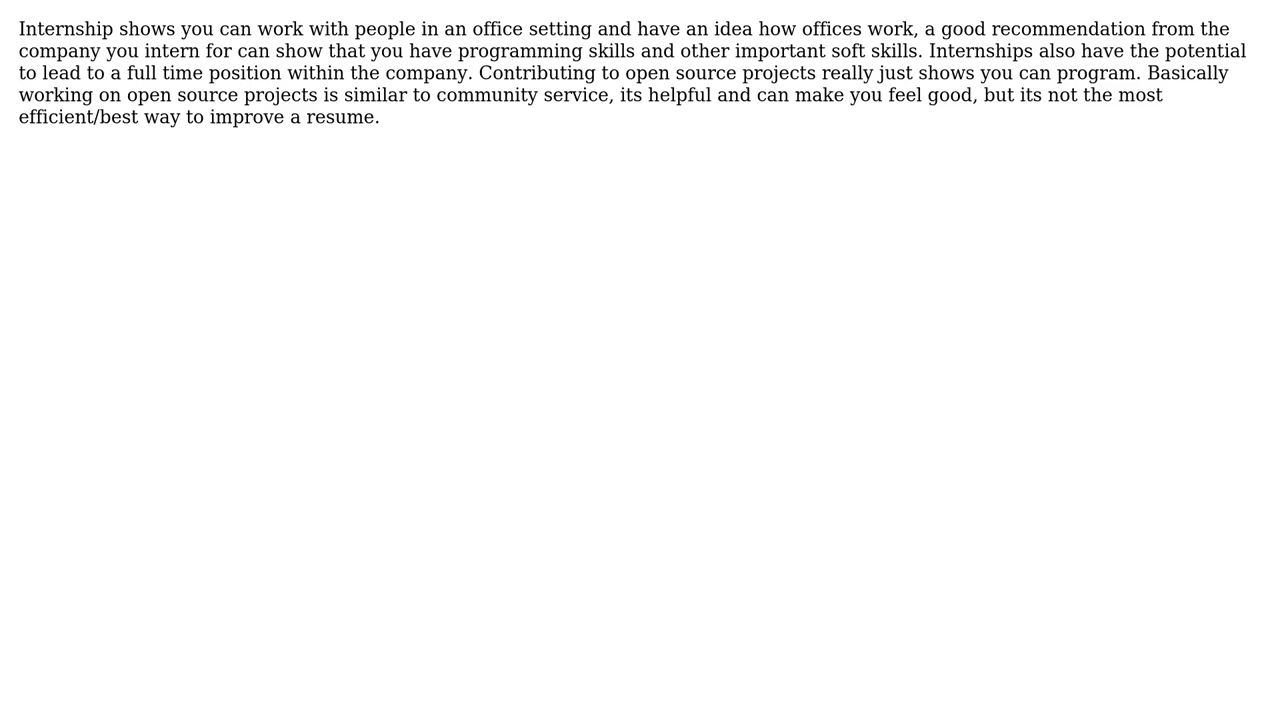 Internship shows you can work with people in an office setting and have an idea how offices work, a good recommendation from the
company you intern for can show that you have programming skills and other important soft skills. Internships also have the potential
to lead to a full time position within the company. Contributing to open source projects really just shows you can program. Basically
working on open source projects is similar to community service, its helpful and can make you feel good, but its not the most
efficient/best way to improve a resume.